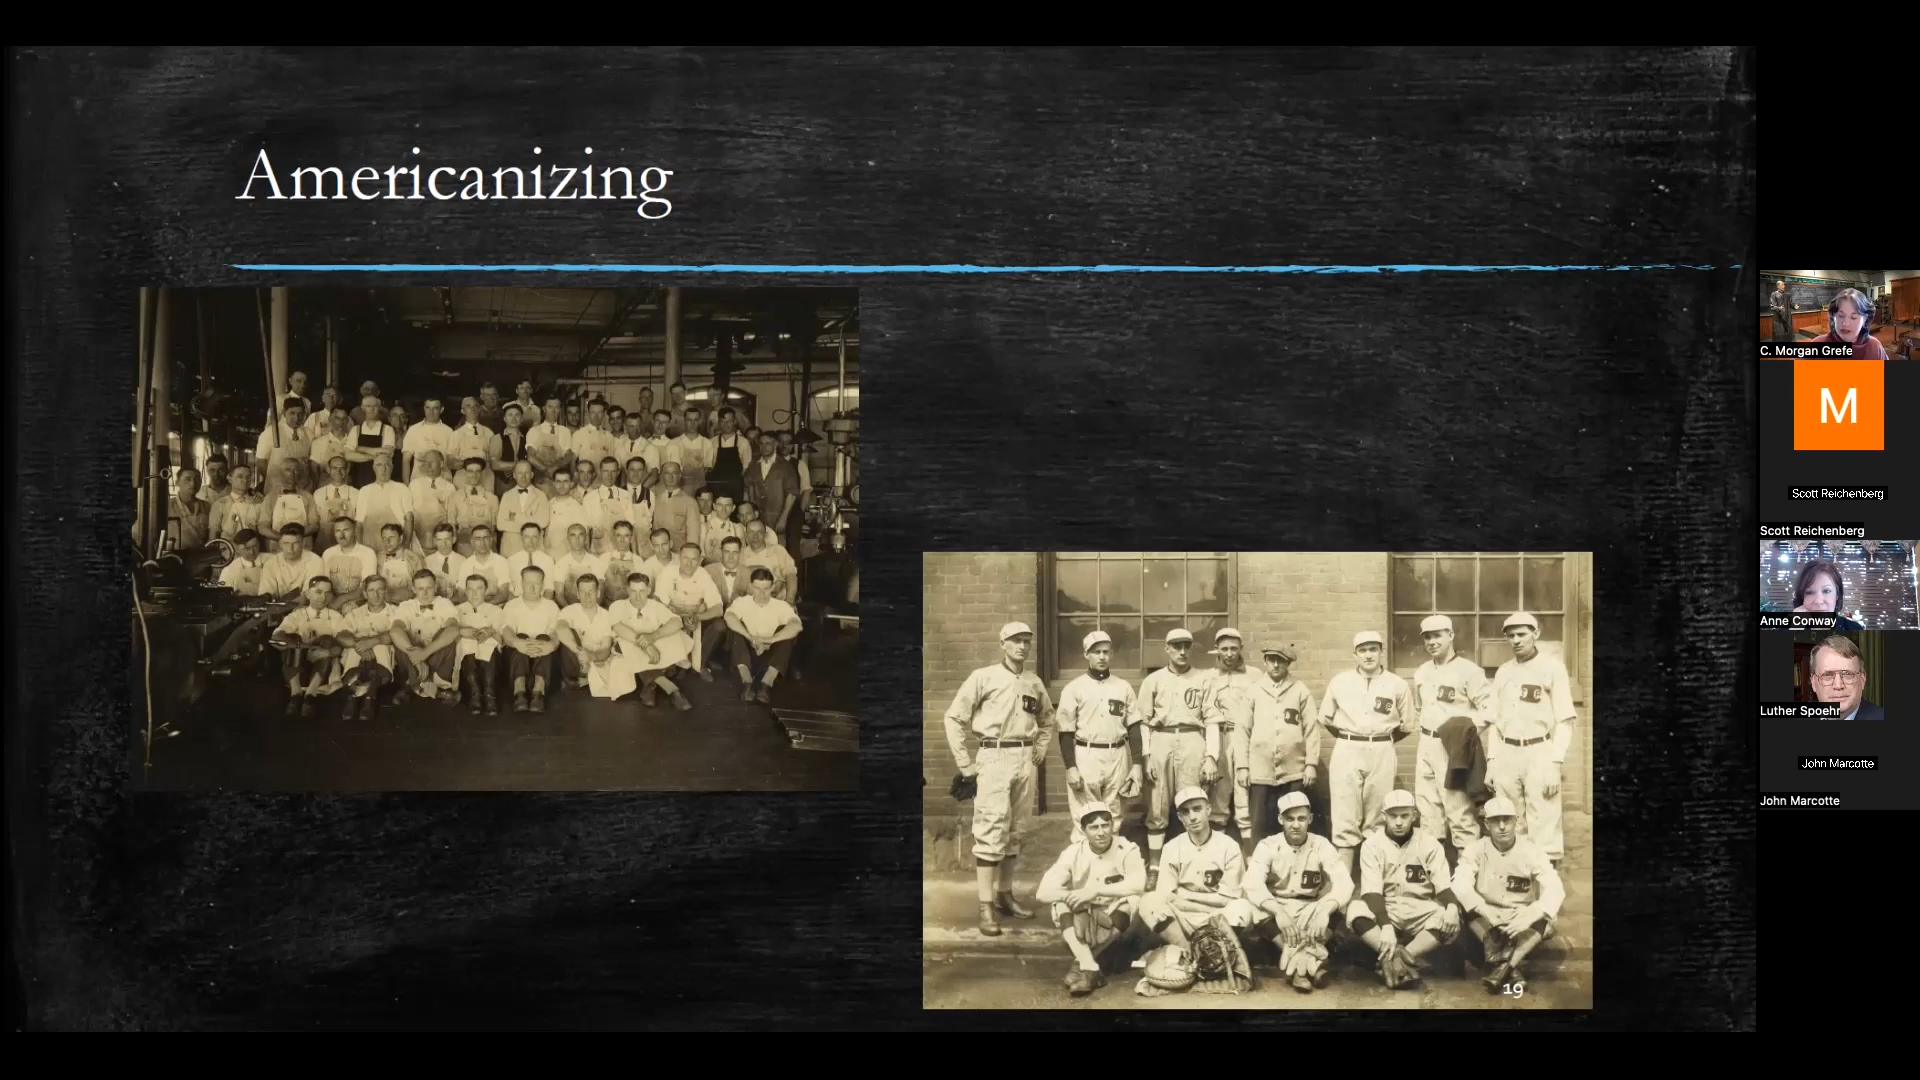 Americanizing
19
C. Morgan Grefe
M
Scott Reichenberg
Scott Reichenberg
Anne Conway
Luther Spoehr
John Marcotte
John Marcotte